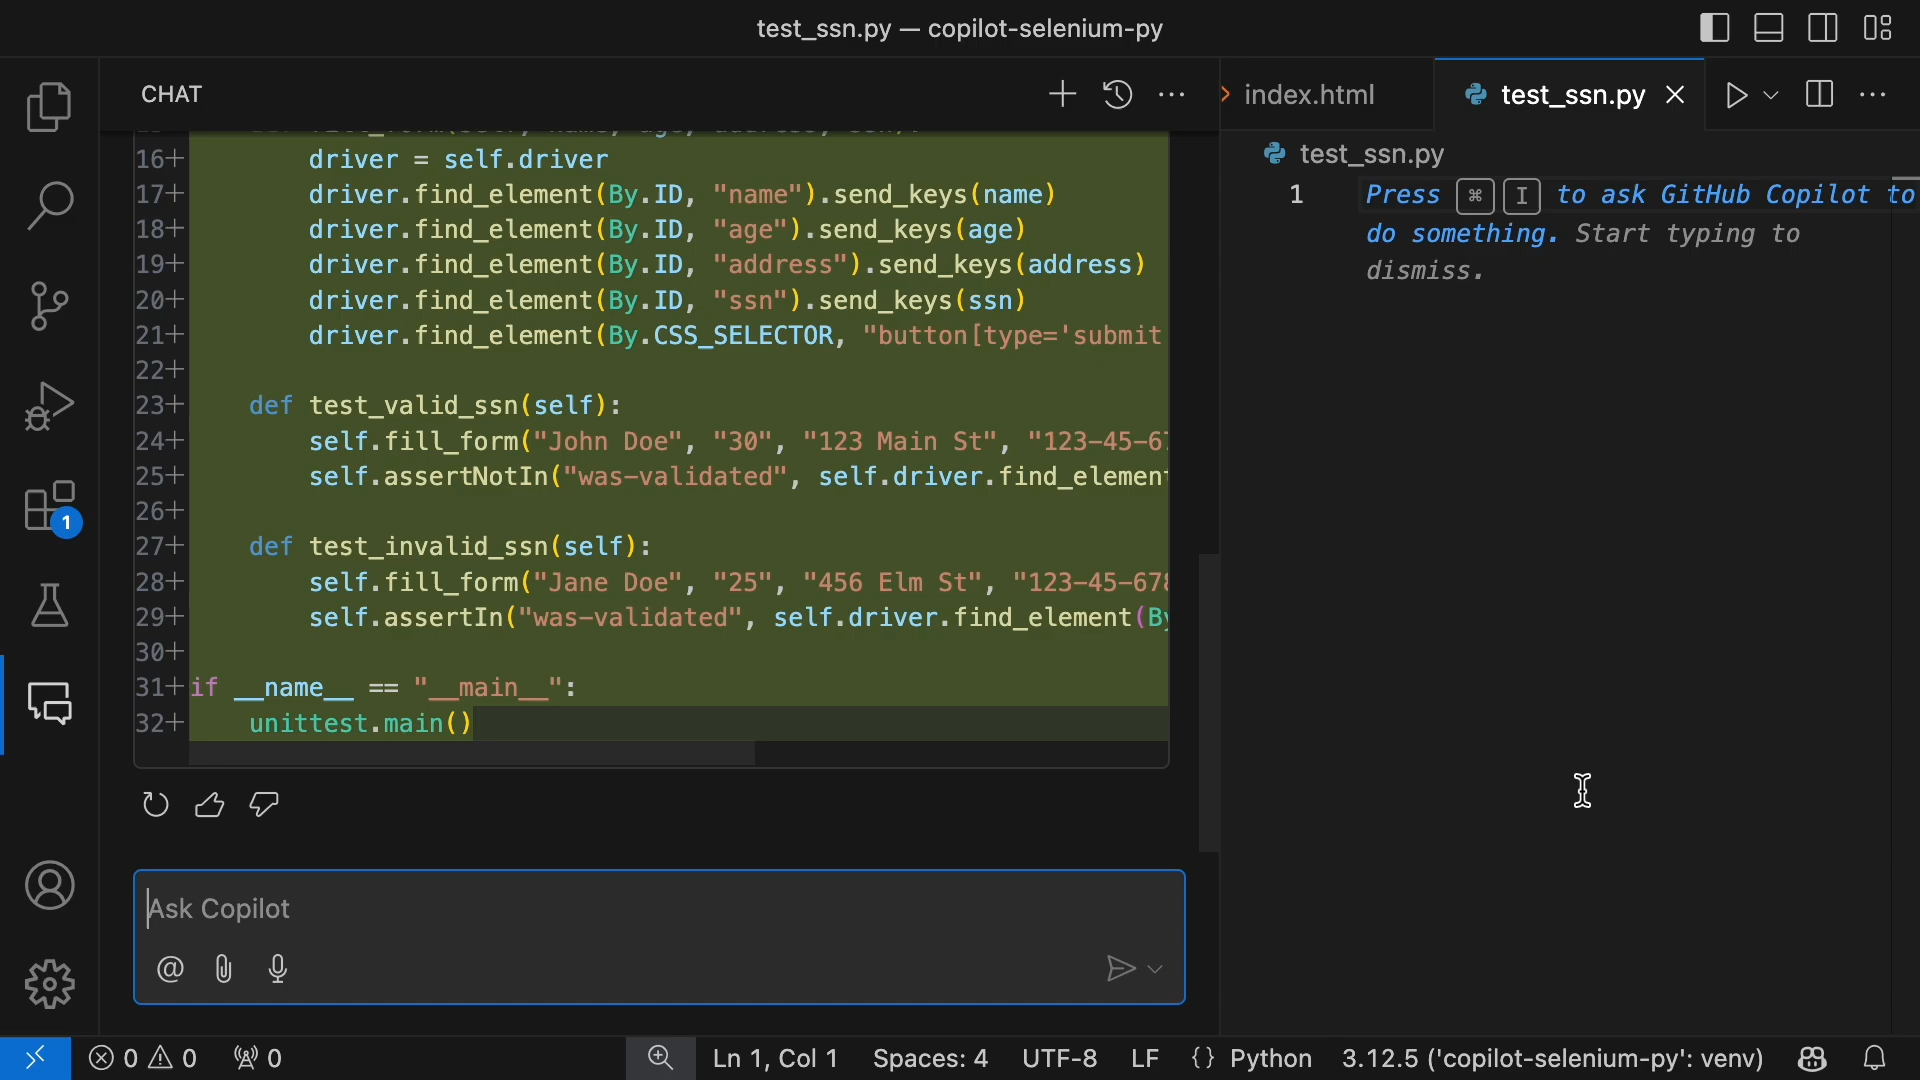 test_ssn.py — copilot-selenium-py
CHAT
16+ driver = self.driver
17+ driver.find_element(By.ID, "name").send_keys(name)
18+ driver.find_element(By.ID, "age").send_keys(age)
19+ driver.find_element(By.ID, "address").send_keys(address)
20+ driver.find_element(By.ID, "ssn").send_keys(ssn)
21+ driver.find_element(By.CSS_SELECTOR, "button[type='submit
22+
23+ def test_valid_ssn(self):
24+ self.fill_form("John Doe", "30", "123 Main St", "123-45-67
25+ self.assertNotIn("was-validated", self.driver.find_element
26+
27+ def test_invalid_ssn(self):
28+ self.fill_form("Jane Doe", "25", "456 Elm St", "123-45-678
29+ self.assertIn("was-validated", self.driver.find_element(By
30+
31+ if __name__ == "__main__":
32+ unittest.main()
Ask Copilot
index.html
test_ssn.py
test_ssn.py
1 Press ⌘ I to ask GitHub Copilot to
do something. Start typing to
dismiss.
1
0 0 0
Ln 1, Col 1 Spaces: 4 UTF-8 LF {} Python 3.12.5 ('copilot-selenium-py': venv)